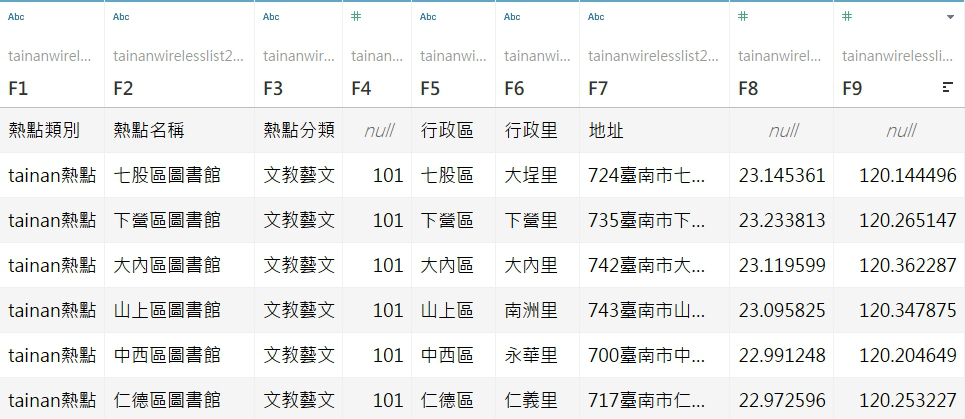 Abc Abc Abc # Abc Abc Abc # #
tainanwirel... tainanwirelesslist2... tainanwir... tainan... tainanwi... tainanwi... tainanwirelesslist2... tainanwirel... tainanwirelessli...
F1 F2 F3 F4 F5 F6 F7 F8 F9
熱點類別 熱點名稱 熱點分類 null 行政區 行政里 地址 null null
tainan熱點 七股區圖書館 文教藝文 101 七股區 大埕里 724臺南市七... 23.145361 120.144496
tainan熱點 下營區圖書館 文教藝文 101 下營區 下營里 735臺南市下... 23.233813 120.265147
tainan熱點 大內區圖書館 文教藝文 101 大內區 大內里 742臺南市大... 23.119599 120.362287
tainan熱點 山上區圖書館 文教藝文 101 山上區 南洲里 743臺南市山... 23.095825 120.347875
tainan熱點 中西區圖書館 文教藝文 101 中西區 永華里 700臺南市中... 22.991248 120.204649
tainan熱點 仁德區圖書館 文教藝文 101 仁德區 仁義里 717臺南市仁... 22.972596 120.253227